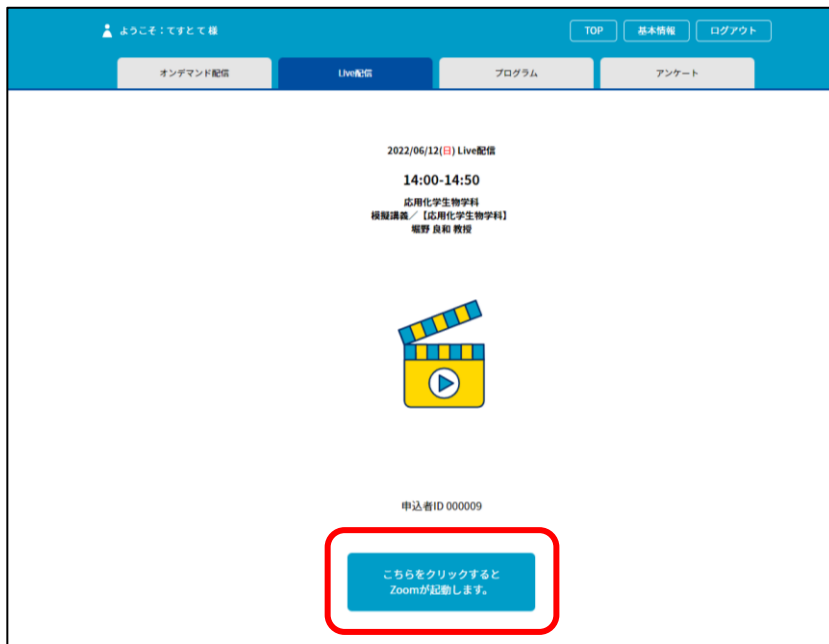 ようこそ：てすと て 様
TOP
基本情報
ログアウト
オンデマンド配信
Live配信
プログラム
アンケート
2022/06/12(日) Live配信
14:00-14:50
応用化学生物学科
模擬講義／【応用化学生物学科】
堀野 良和 教授
申込者ID 000009
こちらをクリックすると
Zoomが起動します。